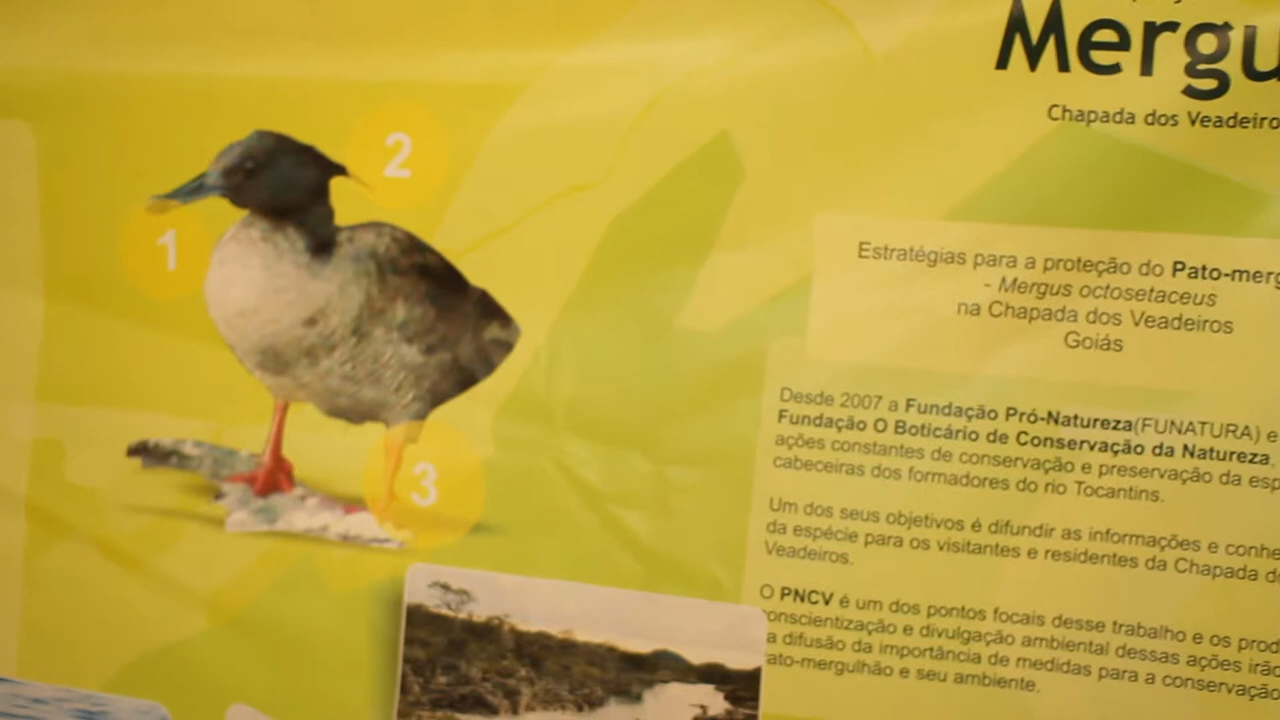 Mergu
Chapada dos Veadeiro
2
1
3
Estratégias para a proteção do Pato-merg
- Mergus octosetaceus
na Chapada dos Veadeiros
Goiás
Desde 2007 a Fundação Pró-Natureza(FUNATURA) e
Fundação O Boticário de Conservação da Natureza,
ações constantes de conservação e preservação da esp
cabeceiras dos formadores do rio Tocantins.
Um dos seus objetivos é difundir as informações e conhe
da espécie para os visitantes e residentes da Chapada d
Veadeiros.
O PNCV é um dos pontos focais desse trabalho e os prod
onscientização e divulgação ambiental dessas ações irão
a difusão da importância de medidas para a conservação
ato-mergulhão e seu ambiente.